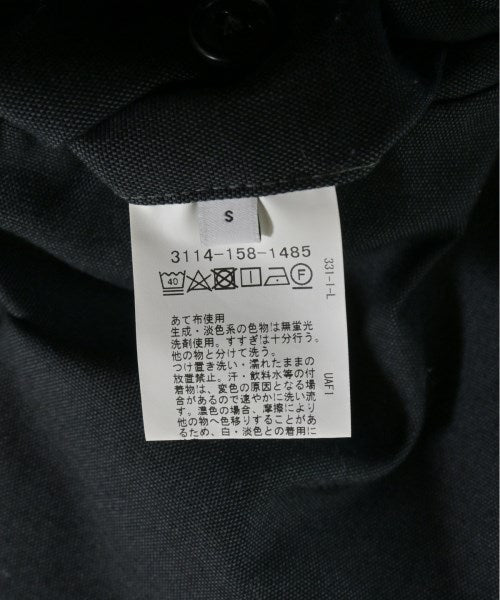 S
3114-158-1485
40
F
あて布使用
生成・淡色系の色物は無蛍光
洗剤使用。すすぎは十分行う。
他の物と分けて洗う。
つけ置き洗い・濡れたままの
放置禁止。汗・飲料水等の付
着物は、変色の原因となる場
合があるので速やかに洗い流
す。濃色の場合、摩擦により
他の物へ色移りすることがあ
るため、白・淡色との着用に
331-I-L
UAF1